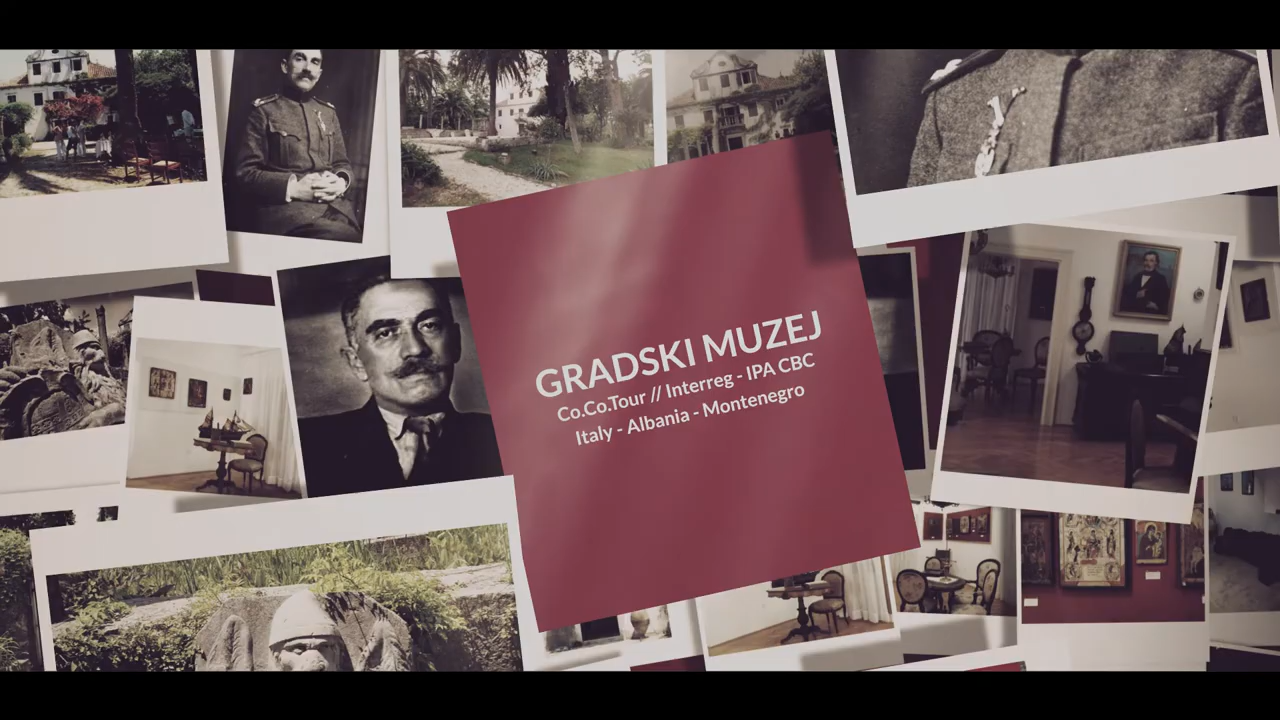 GRADSKI MUZEJ
Co.Co.Tour // Interreg - IPA CBC
Italy - Albania - Montenegro